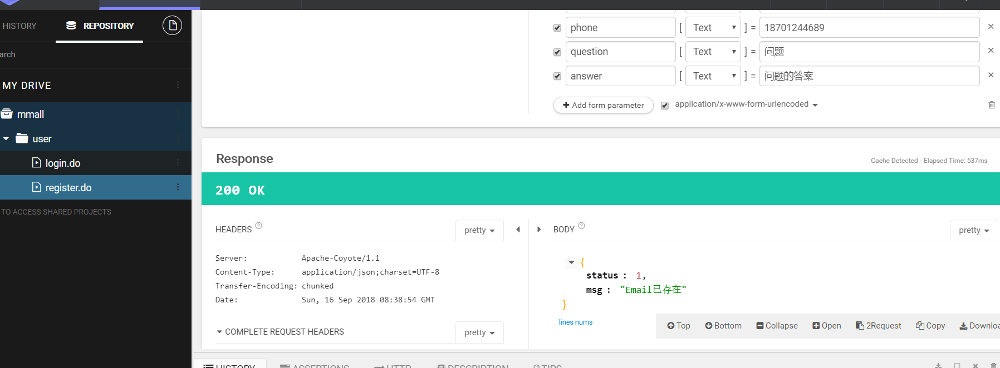 HISTORY
REPOSITORY
arch
MY DRIVE
mmall
user
login.do
register.do
TO ACCESS SHARED PROJECTS
phone [ Text ▼ ] = 18701244689 ×
question [ Text ▼ ] = 问题 ×
answer [ Text ▼ ] = 问题的答案 ×
+ Add form parameter application/x-www-form-urlencoded
Response
Cache Detected - Elapsed Time: 537ms
200 OK
HEADERS ? pretty
Server: Apache-Coyote/1.1
Content-Type: application/json;charset=UTF-8
Transfer-Encoding: chunked
Date: Sun, 16 Sep 2018 08:38:54 GMT
COMPLETE REQUEST HEADERS pretty
BODY ? pretty
{
status : 1,
msg : "Email已存在"
}
lines nums
Top Bottom Collapse Open 2Request Copy Downloa
HISTORY ASSERTIONS HTTP DESCRIPTION TIPS